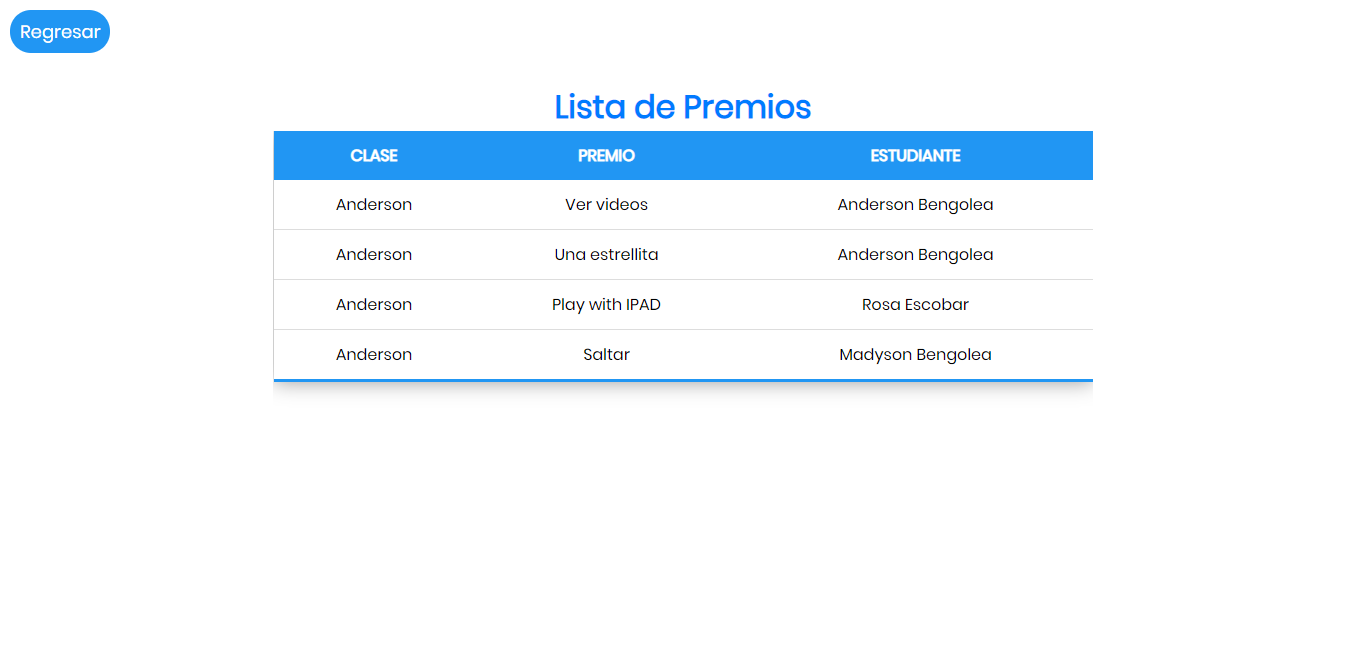 Regresar
Lista de Premios
CLASE PREMIO ESTUDIANTE
Anderson Ver videos Anderson Bengolea
Anderson Una estrellita Anderson Bengolea
Anderson Play with IPAD Rosa Escobar
Anderson Saltar Madyson Bengolea